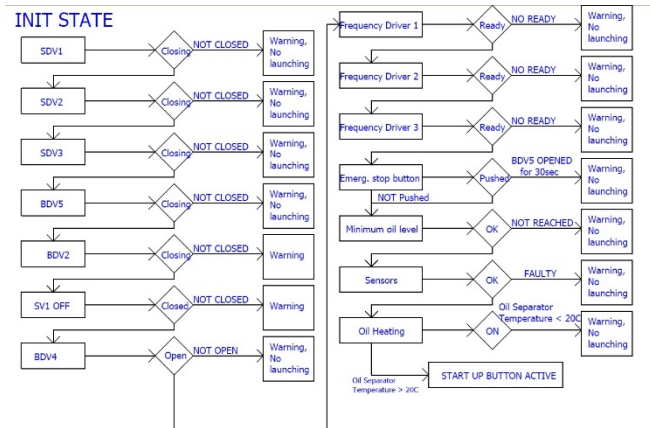 INIT STATE
SDV1
Closing
NOT CLOSED
Warning,
No
launching
SDV2
Closing
NOT CLOSED
Warning,
No
launching
SDV3
Closing
NOT CLOSED
Warning,
No
launching
BDV5
Closing
NOT CLOSED
Warning,
No
launching
BDV2
Closing
NOT CLOSED
Warning
SV1 OFF
Closed
NOT CLOSED
Warning
BDV4
Open
NOT OPEN
Warning,
No
launching
Frequency Driver 1
Ready
NO READY
Warning,
No
launching
Frequency Driver 2
Ready
NO READY
Warning,
No
launching
Frequency Driver 3
Ready
NO READY
Warning,
No
launching
Emerg. stop button
Pushed
BDV5 OPENED
for 30sec
Warning,
No
launching
NOT Pushed
Minimum oil level
OK
NOT REACHED
Warning,
No
launching
Sensors
OK
FAULTY
Warning,
No
launching
Oil Heating
ON
Oil Separator
Temperature < 20C
Warning,
No
launching
Oil Separator
Temperature > 20C
START UP BUTTON ACTIVE